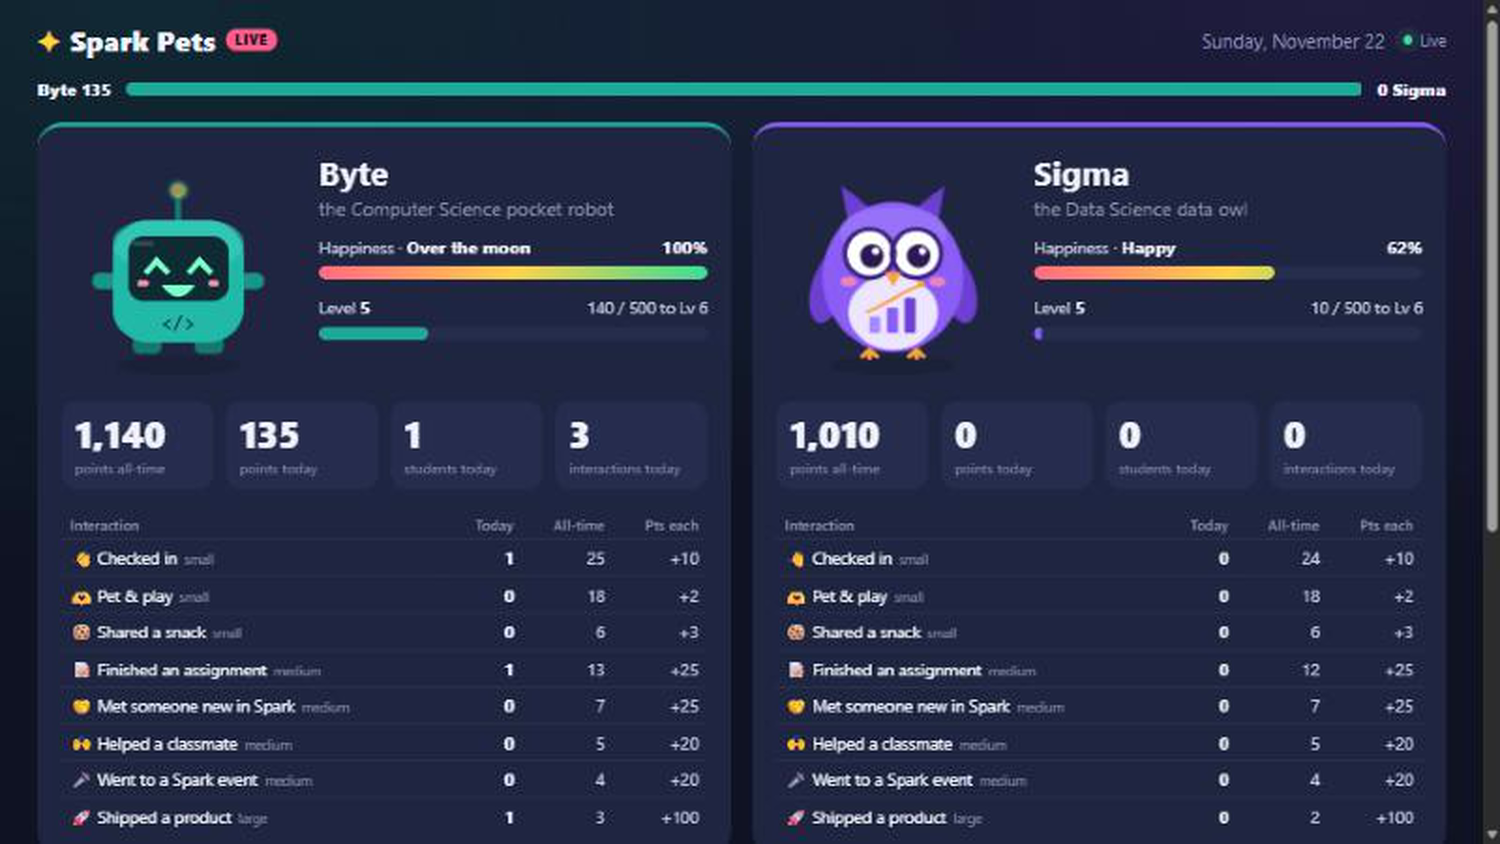 Spark Pets LIVE
Sunday, November 22 Live
Byte 135
0 Sigma
Byte
the Computer Science pocket robot
Happiness · Over the moon 100%
Level 5 140 / 500 to Lv 6
</>
1,140 135 1 3
points all-time points today students today interactions today
Interaction Today All-time Pts each
Checked in small 1 25 +10
Pet & play small 0 18 +2
Shared a snack small 0 6 +3
Finished an assignment medium 1 13 +25
Met someone new in Spark medium 0 7 +25
Helped a classmate medium 0 5 +20
Went to a Spark event medium 0 4 +20
Shipped a product large 1 3 +100
Sigma
the Data Science data owl
Happiness · Happy 62%
Level 5 10 / 500 to Lv 6
1,010 0 0 0
points all-time points today students today interactions today
Interaction Today All-time Pts each
Checked in small 0 24 +10
Pet & play small 0 18 +2
Shared a snack small 0 6 +3
Finished an assignment medium 0 12 +25
Met someone new in Spark medium 0 7 +25
Helped a classmate medium 0 5 +20
Went to a Spark event medium 0 4 +20
Shipped a product large 0 2 +100